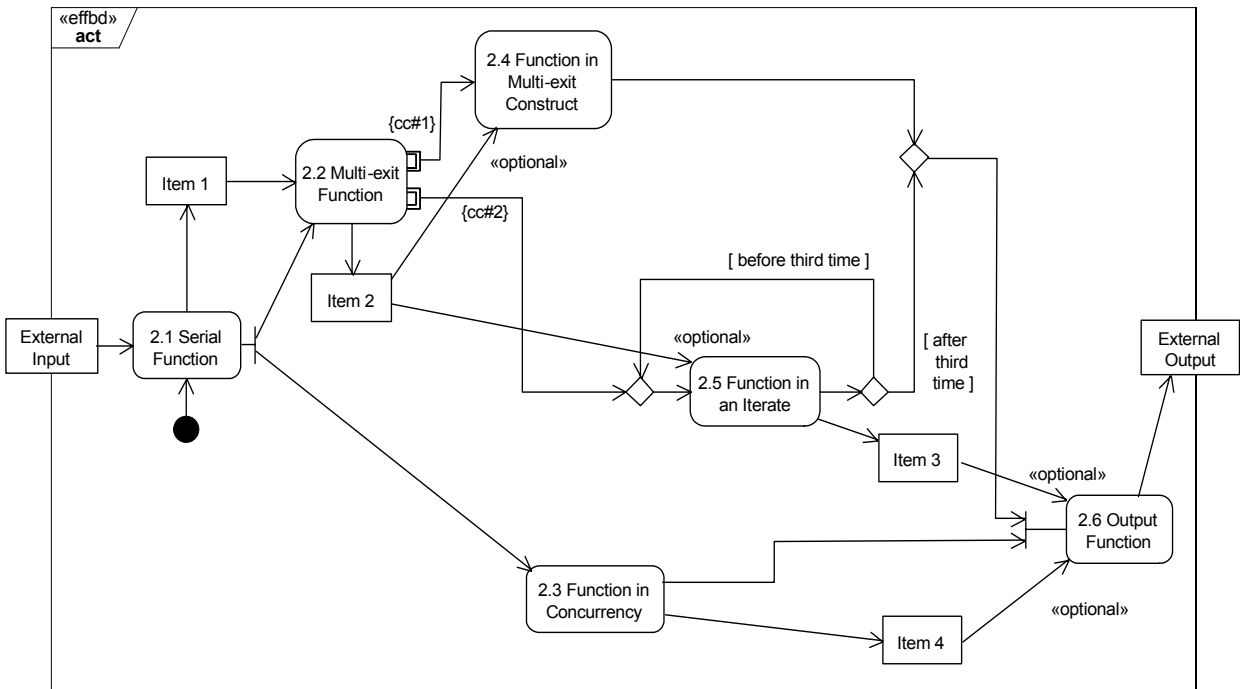 «effbd»
act
2.4 Function in
Multi-exit
Construct
{cc#1}
«optional»
2.2 Multi-exit
Function
Item 1
{cc#2}
[ before third time ]
Item 2
External
Input
2.1 Serial
Function
«optional»
[ after
third
time ]
External
Output
2.5 Function in
an Iterate
Item 3
«optional»
2.6 Output
Function
2.3 Function in
Concurrency
«optional»
Item 4